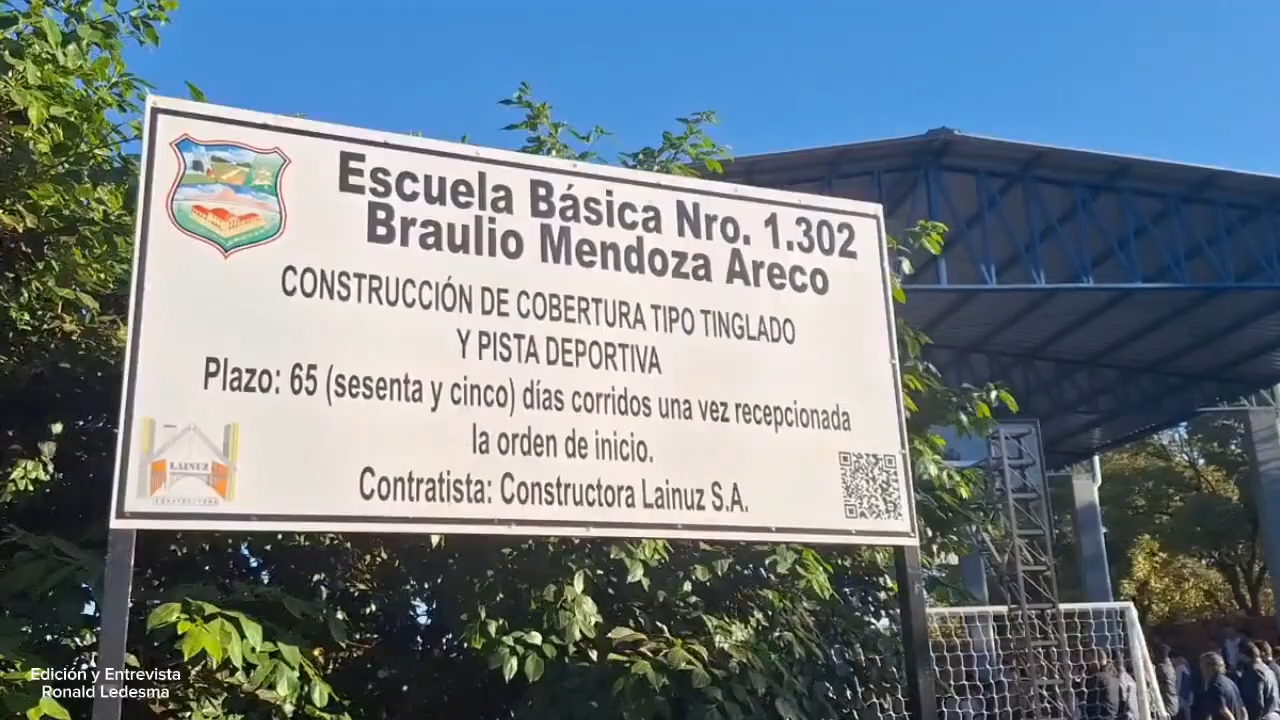 Escuela Básica Nro. 1.302
Braulio Mendoza Areco
CONSTRUCCIÓN DE COBERTURA TIPO TINGLADO
Y PISTA DEPORTIVA
Plazo: 65 (sesenta y cinco) días corridos una vez recepcionada
la orden de inicio.
Contratista: Constructora Lainuz S.A.
LAINUZ
CONSTRUCTORA
Edición y Entrevista
Ronald Ledesma